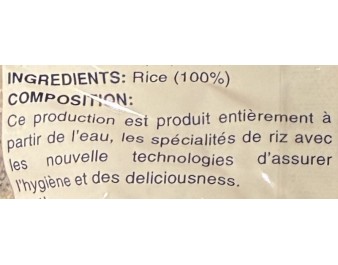 INGREDIENTS: Rice (100%)
COMPOSITION:
Ce production est produit entièrement à
partir de l'eau, les spécialités de riz avec
les nouvelle technologies d'assurer
l'hygiène et des deliciousness.